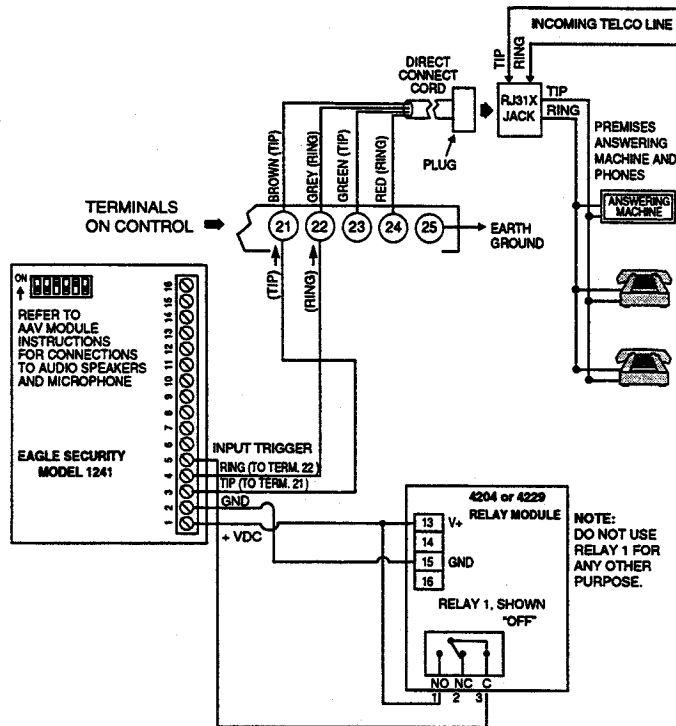 INCOMING TELCO LINE
TIP
RING
DIRECT
CONNECT
CORD
RJ31X
JACK
TIP
RING
PLUG
PREMISES
ANSWERING
MACHINE AND
PHONES
ANSWERING
MACHINE
BROWN (TIP)
GREY (RING)
GREEN (TIP)
RED (RING)
TERMINALS
ON CONTROL
21
22
23
24
25
EARTH
GROUND
(TIP)
(RING)
ON
REFER TO
AAV MODULE
INSTRUCTIONS
FOR CONNECTIONS
TO AUDIO SPEAKERS
AND MICROPHONE
EAGLE SECURITY
MODEL 1241
16
15
14
13
12
11
10
9
8
7
6
5
4
3
2
1
INPUT TRIGGER
RING (TO TERM. 22 )
TIP (TO TERM. 21)
GND
+ VDC
4204 or 4229
RELAY MODULE
13 V+
14
15 GND
16
RELAY 1, SHOWN
"OFF"
NO NC C
1 2 3
NOTE:
DO NOT USE
RELAY 1 FOR
ANY OTHER
PURPOSE.